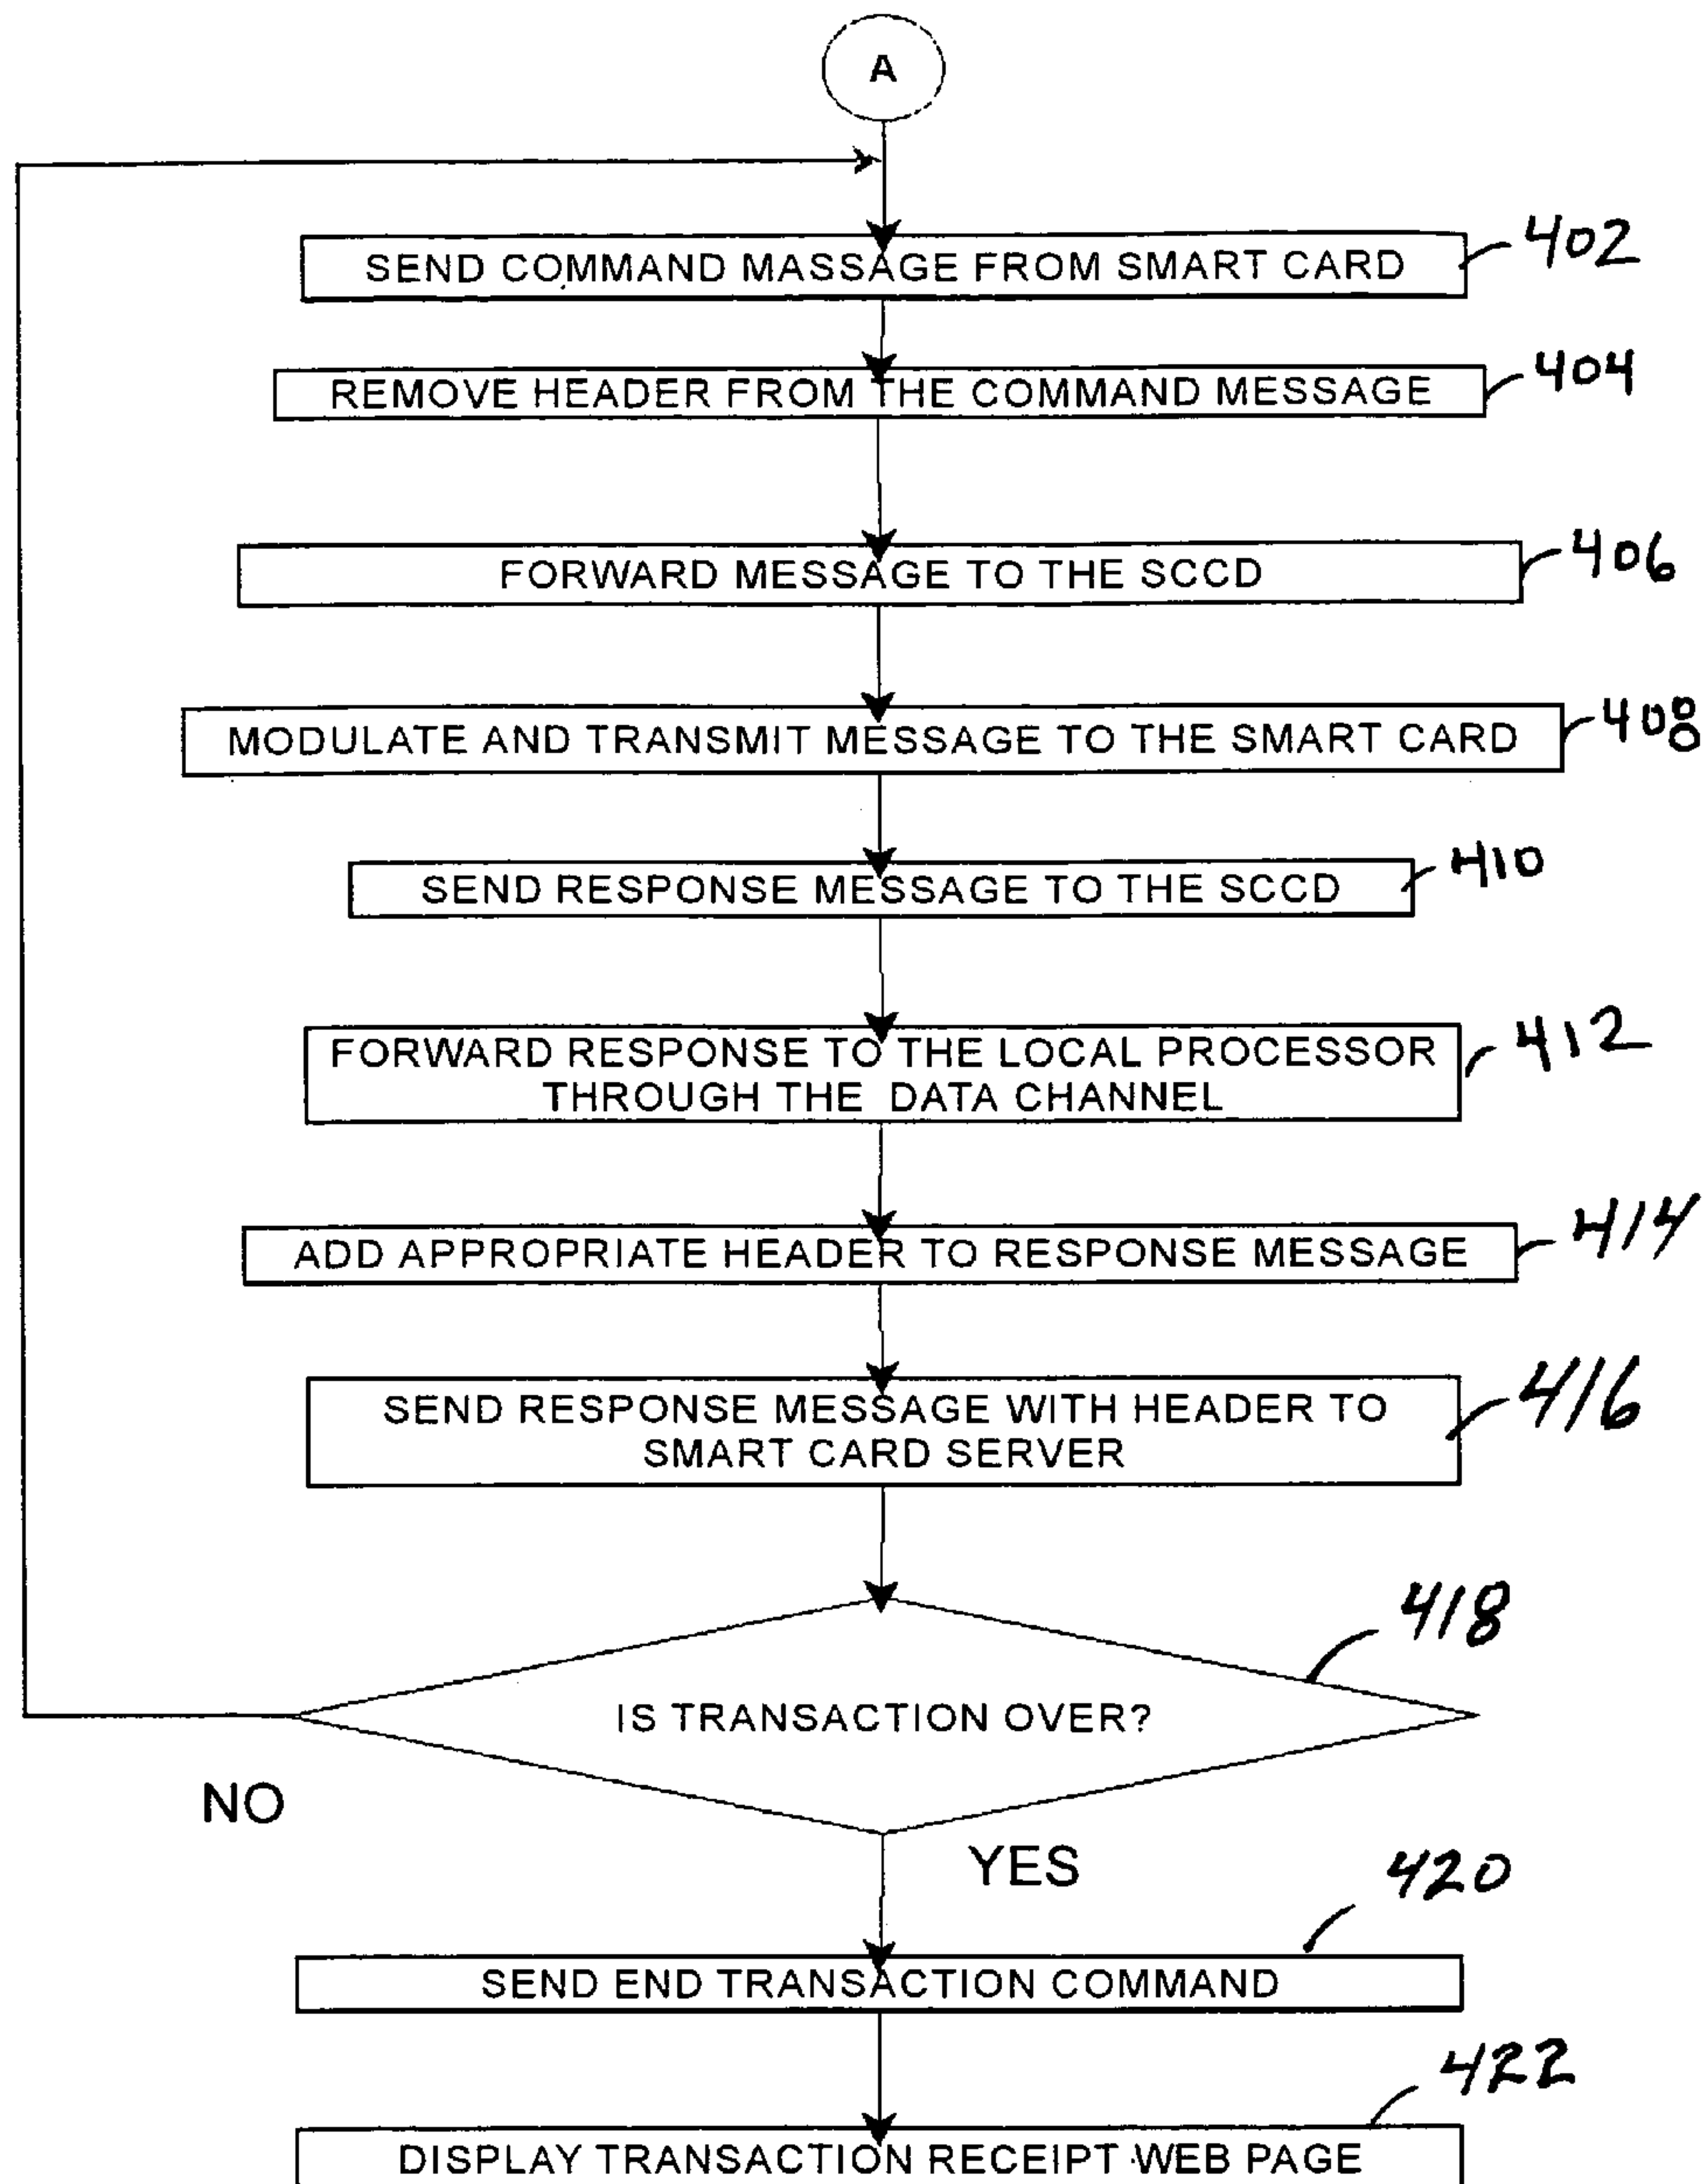 A
SEND COMMAND MASSAGE FROM SMART CARD
402
REMOVE HEADER FROM THE COMMAND MESSAGE
404
FORWARD MESSAGE TO THE SCCD
406
MODULATE AND TRANSMIT MESSAGE TO THE SMART CARD
408
SEND RESPONSE MESSAGE TO THE SCCD
410
FORWARD RESPONSE TO THE LOCAL PROCESSOR
THROUGH THE DATA CHANNEL
412
ADD APPROPRIATE HEADER TO RESPONSE MESSAGE
414
SEND RESPONSE MESSAGE WITH HEADER TO
SMART CARD SERVER
416
418
IS TRANSACTION OVER?
NO
YES
420
SEND END TRANSACTION COMMAND
422
DISPLAY TRANSACTION RECEIPT WEB PAGE